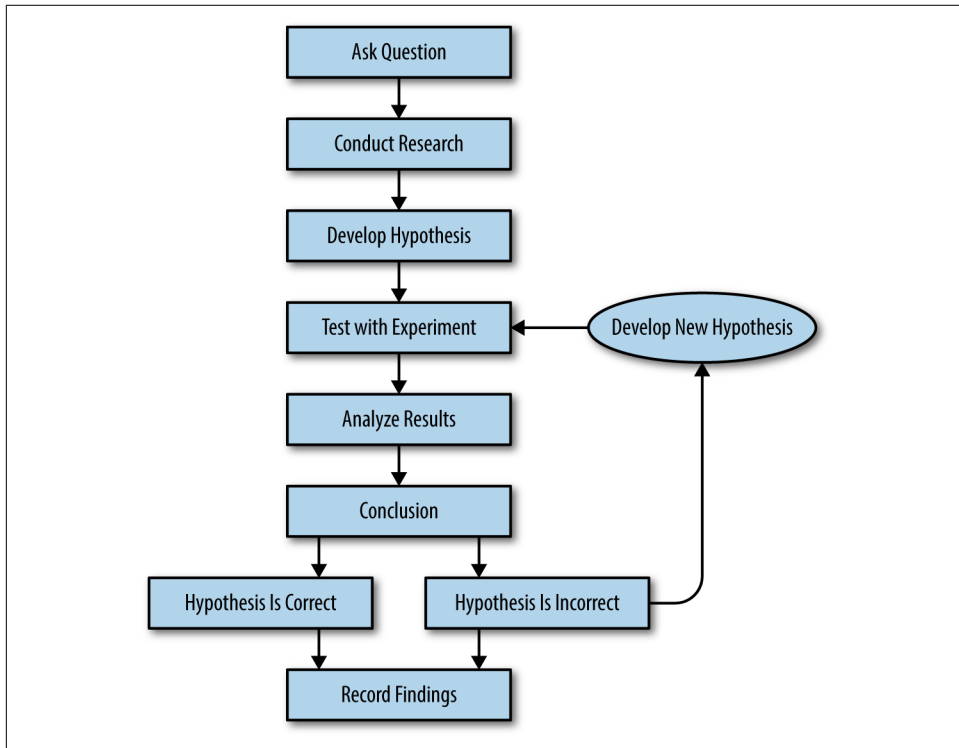 Ask Question
Conduct Research
Develop Hypothesis
Test with Experiment
Develop New Hypothesis
Analyze Results
Conclusion
Hypothesis Is Correct
Hypothesis Is Incorrect
Record Findings